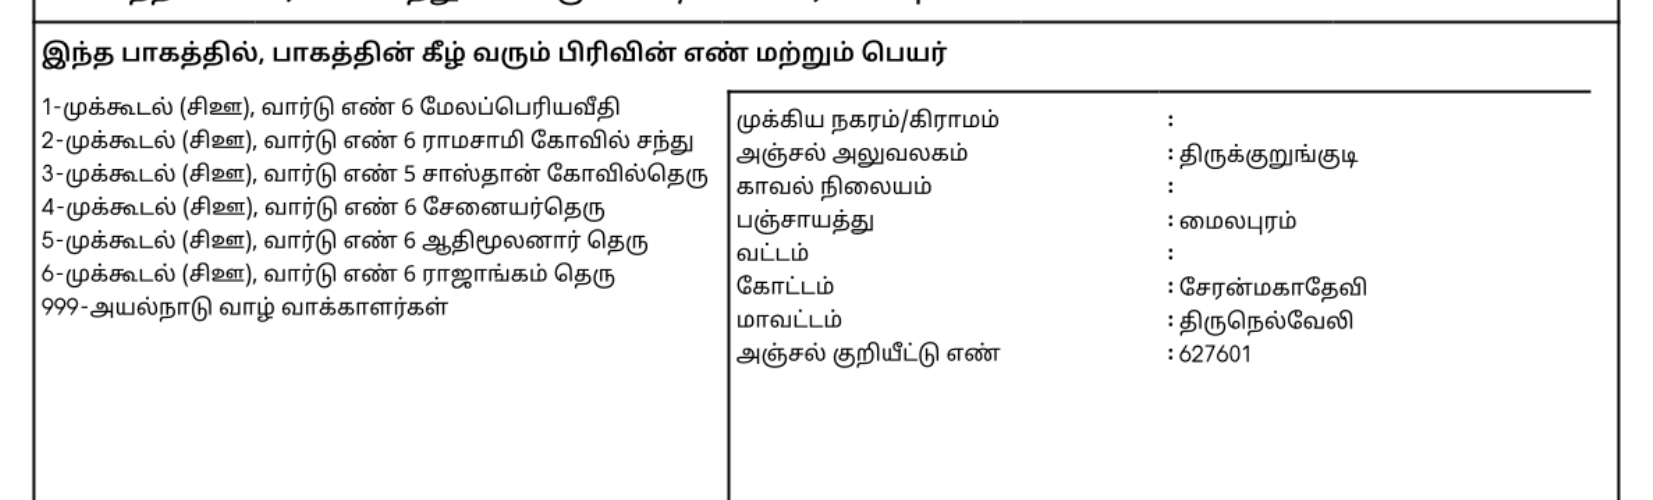 இந்த பாகத்தில், பாகத்தின் கீழ் வரும் பிரிவின் எண் மற்றும் பெயர்
1-முக்கூடல் (சிஊ), வார்டு எண் 6 மேலப்பெரியவீதி
2-முக்கூடல் (சிஊ), வார்டு எண் 6 ராமசாமி கோவில் சந்து
3-முக்கூடல் (சிஊ), வார்டு எண் 5 சாஸ்தான் கோவில்தெரு
4-முக்கூடல் (சிஊ), வார்டு எண் 6 சேனையர்தெரு
5-முக்கூடல் (சிஊ), வார்டு எண் 6 ஆதிமூலனார் தெரு
6-முக்கூடல் (சிஊ), வார்டு எண் 6 ராஜாங்கம் தெரு
999-அயல்நாடு வாழ் வாக்காளர்கள்
முக்கிய நகரம்/கிராமம் :
அஞ்சல் அலுவலகம் : திருக்குறுங்குடி
காவல் நிலையம் :
பஞ்சாயத்து : மைலபுரம்
வட்டம் :
கோட்டம் : சேரன்மகாதேவி
மாவட்டம் : திருநெல்வேலி
அஞ்சல் குறியீட்டு எண் : 627601